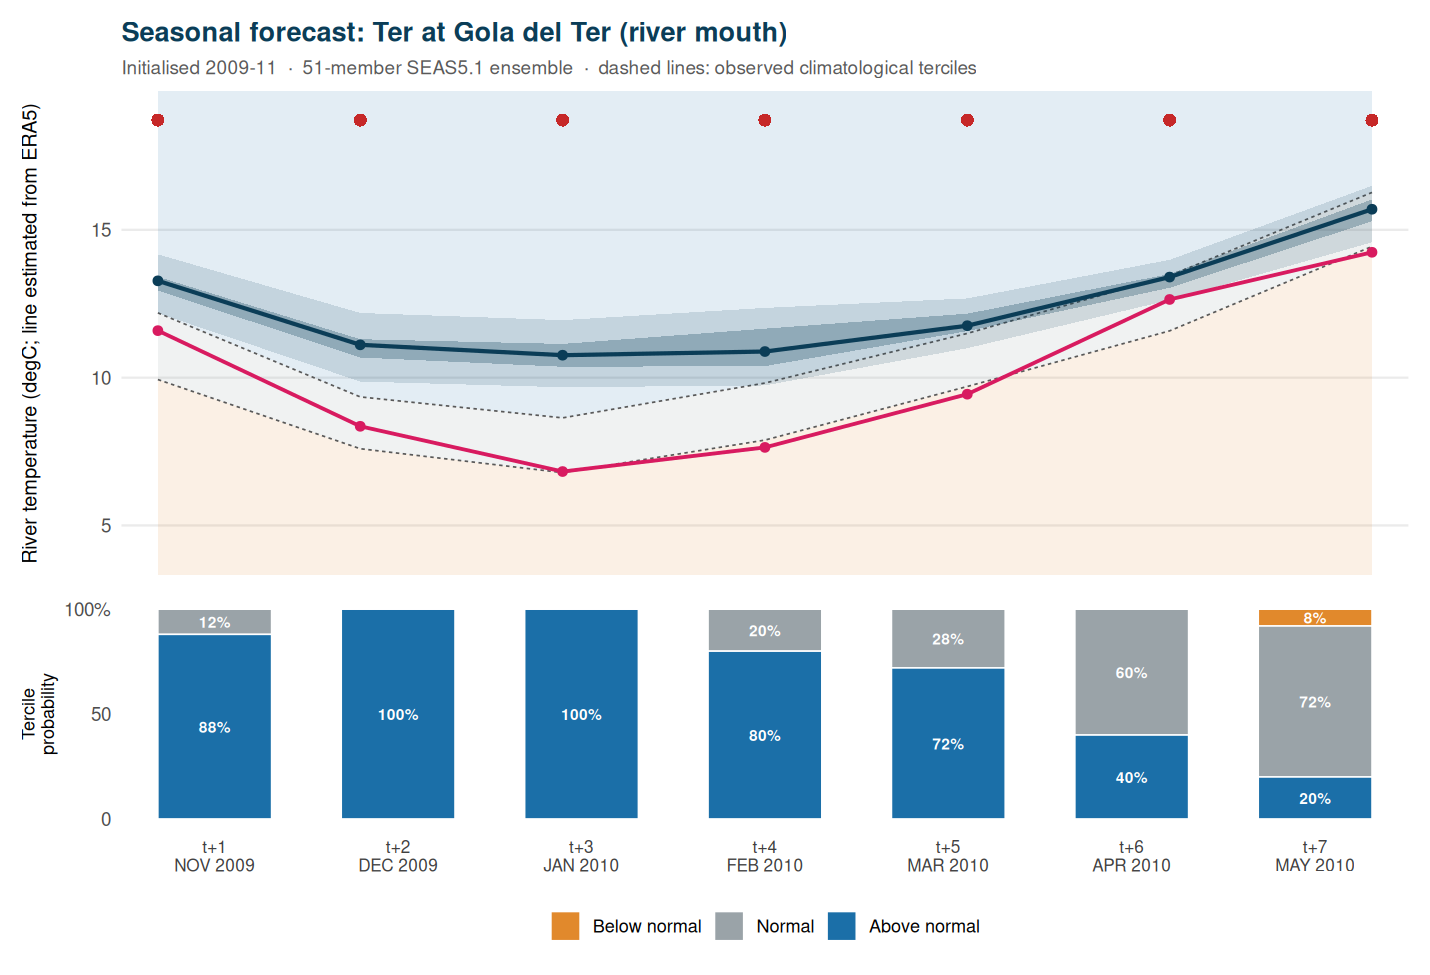 Seasonal forecast: Ter at Gola del Ter (river mouth)
Initialised 2009-11 · 51-member SEAS5.1 ensemble · dashed lines: observed climatological terciles
River temperature (degC; line estimated from ERA5)
15
10
5
Tercile
probability
100%
50
0
12%
88%
100%
100%
20%
80%
28%
72%
60%
40%
8%
72%
20%
t+1
NOV 2009
t+2
DEC 2009
t+3
JAN 2010
t+4
FEB 2010
t+5
MAR 2010
t+6
APR 2010
t+7
MAY 2010
Below normal
Normal
Above normal